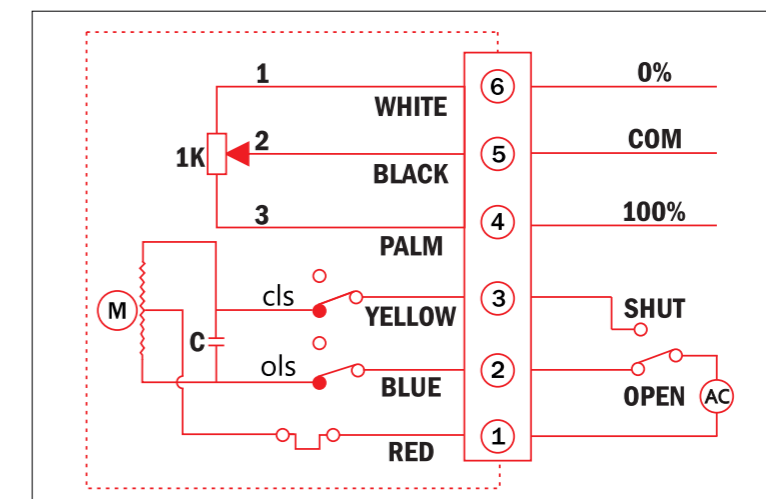 1 6 0%
WHITE
1K 2 5 COM
BLACK
3 4 100%
PALM
cls 3 SHUT
YELLOW
M C
ols 2 OPEN AC
BLUE
1
RED